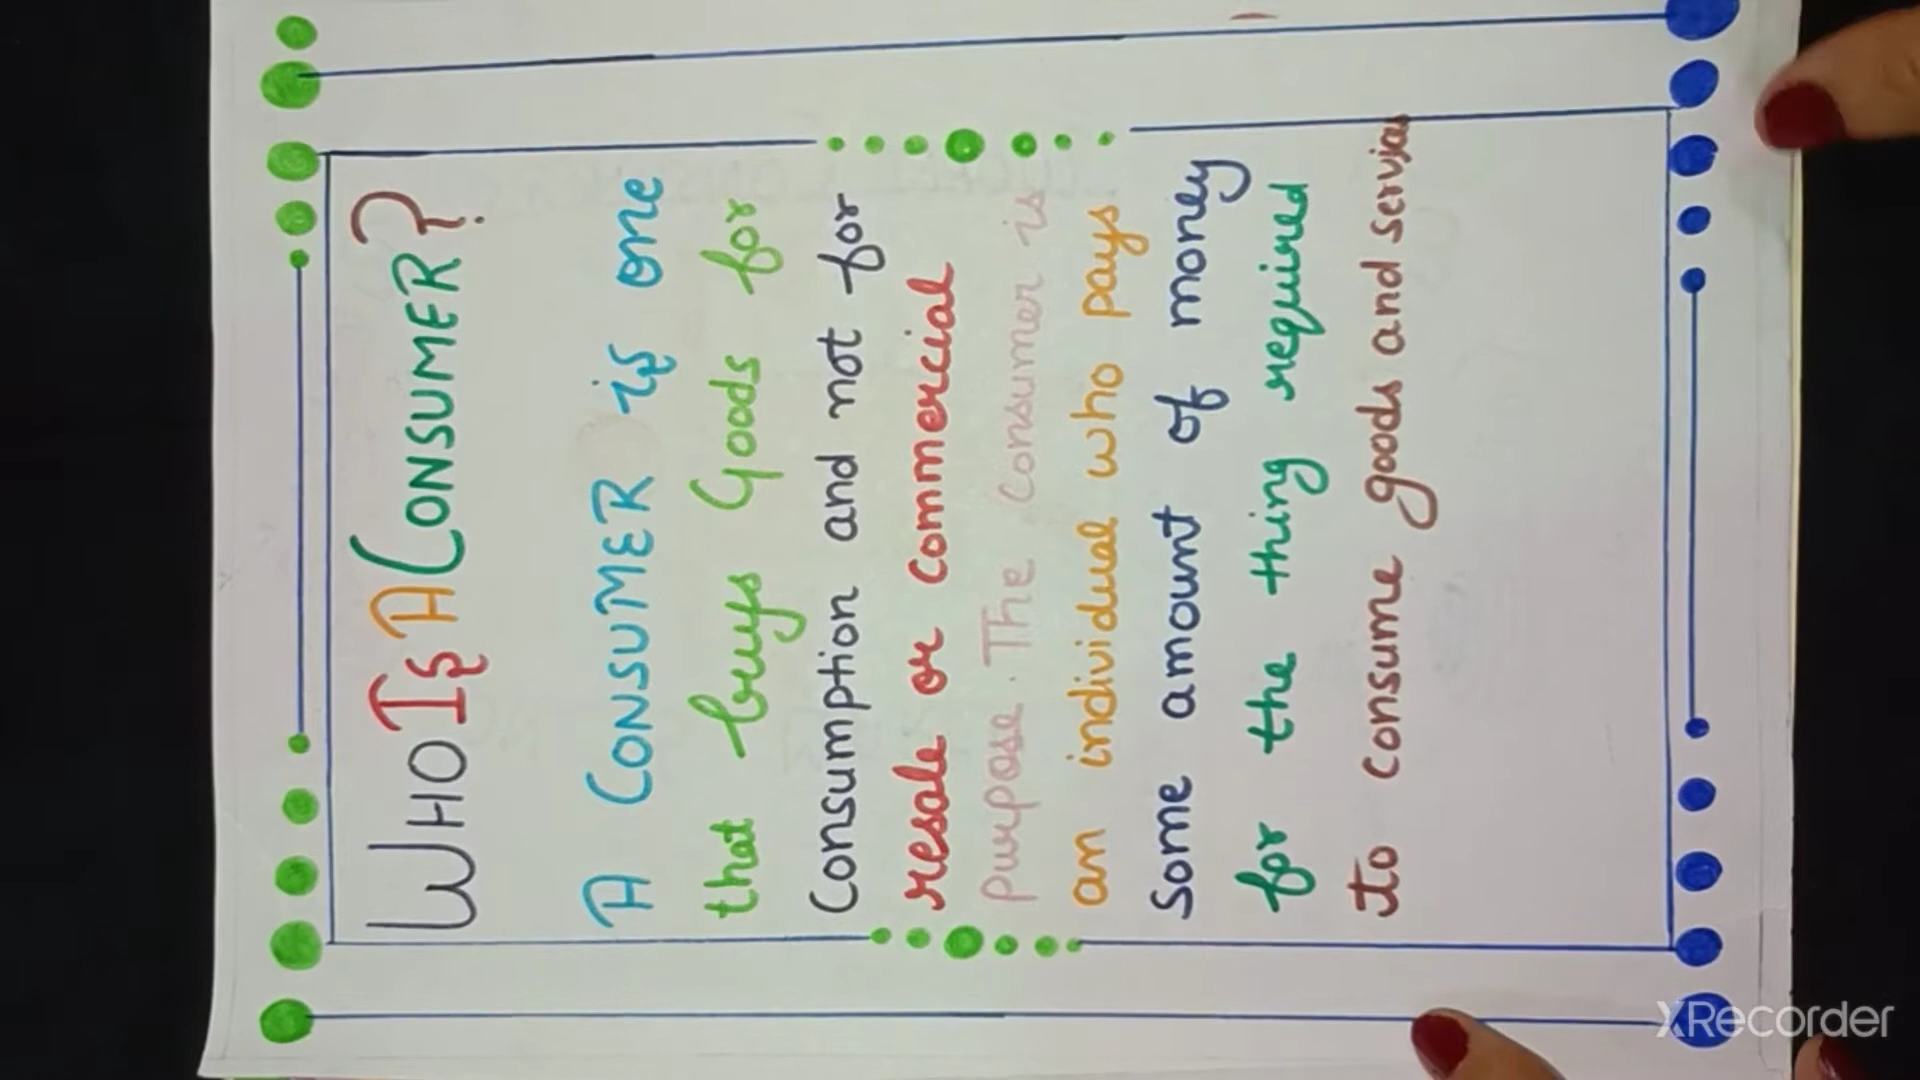 WHO IS A CONSUMER?
A CONSUMER is one
that buys Goods for
Consumption and not for
resale or commercial
purpose. The Consumer is
an individual who pays
Some amount of money
for the thing required
to consume goods and services
XRecorder